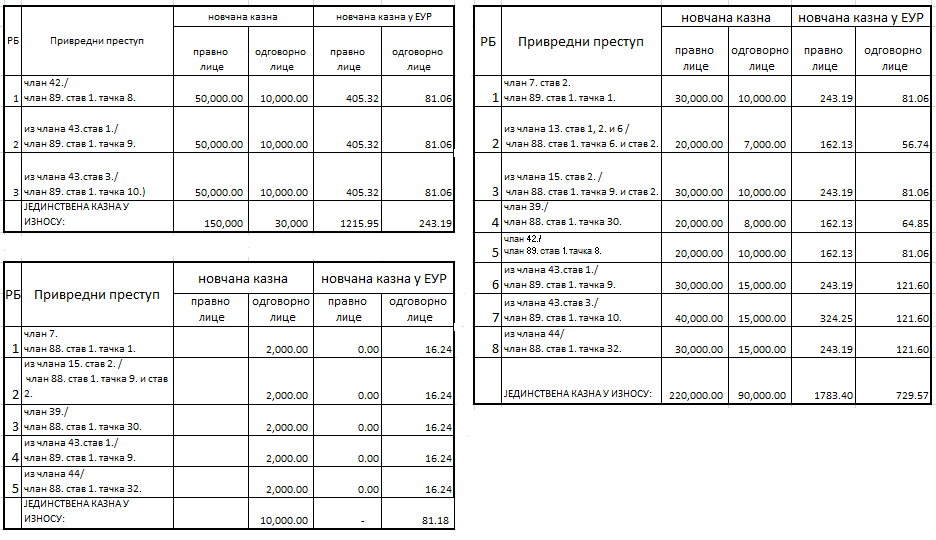 РБ Привредни преступ новчана казна новчана казна у ЕУР
правно лице одговорно лице правно лице одговорно лице
члан 42./
1 члан 89. став 1. тачка 8. 50,000.00 10,000.00 405.32 81.06
из члана 43.став 1./
2 члан 89. став 1. тачка 9. 50,000.00 10,000.00 405.32 81.06
из члана 43.став 3./
3 члан 89. став 1. тачка 10.) 50,000.00 10,000.00 405.32 81.06
ЈЕДИНСТВЕНА КАЗНА У
ИЗНОСУ: 150,000 30,000 1215.95 243.19
РБ Привредни преступ новчана казна новчана казна у ЕУР
правно лице одговорно лице правно лице одговорно лице
члан 7.
1 члан 88. став 1. тачка 1. 2,000.00 0.00 16.24
из члана 15. став 2. /
члан 88. став 1. тачка 9. и став
2 2. 2,000.00 0.00 16.24
члан 39./
3 члан 88. став 1. тачка 30. 2,000.00 0.00 16.24
из члана 43.став 1./
4 члан 89. став 1. тачка 9. 2,000.00 0.00 16.24
из члана 44/
5 члан 88. став 1. тачка 32. 2,000.00 0.00 16.24
ЈЕДИНСТВЕНА КАЗНА У
ИЗНОСУ: 10,000.00 - 81.18
РБ Привредни преступ новчана казна новчана казна у ЕУР
правно лице одговорно лице правно лице одговорно лице
члан 7. став 2.
1 члан 89. став 1. тачка 1. 30,000.00 10,000.00 243.19 81.06
из члана 13. став 1, 2. и 6 /
2 члан 88. став 1. тачка 6. и став 2. 20,000.00 7,000.00 162.13 56.74
из члана 15. став 2. /
3 члан 88. став 1. тачка 9. и став 2. 30,000.00 10,000.00 243.19 81.06
члан 39./
4 члан 88. став 1. тачка 30. 20,000.00 8,000.00 162.13 64.85
члан 42./
5 члан 89. став 1. тачка 8. 20,000.00 10,000.00 162.13 81.06
из члана 43.став 1./
6 члан 89. став 1. тачка 9. 30,000.00 15,000.00 243.19 121.60
из члана 43.став 3./
7 члан 89. став 1. тачка 10. 40,000.00 15,000.00 324.25 121.60
из члана 44/
8 члан 88. став 1. тачка 32. 30,000.00 15,000.00 243.19 121.60
ЈЕДИНСТВЕНА КАЗНА У ИЗНОСУ: 220,000.00 90,000.00 1783.40 729.57